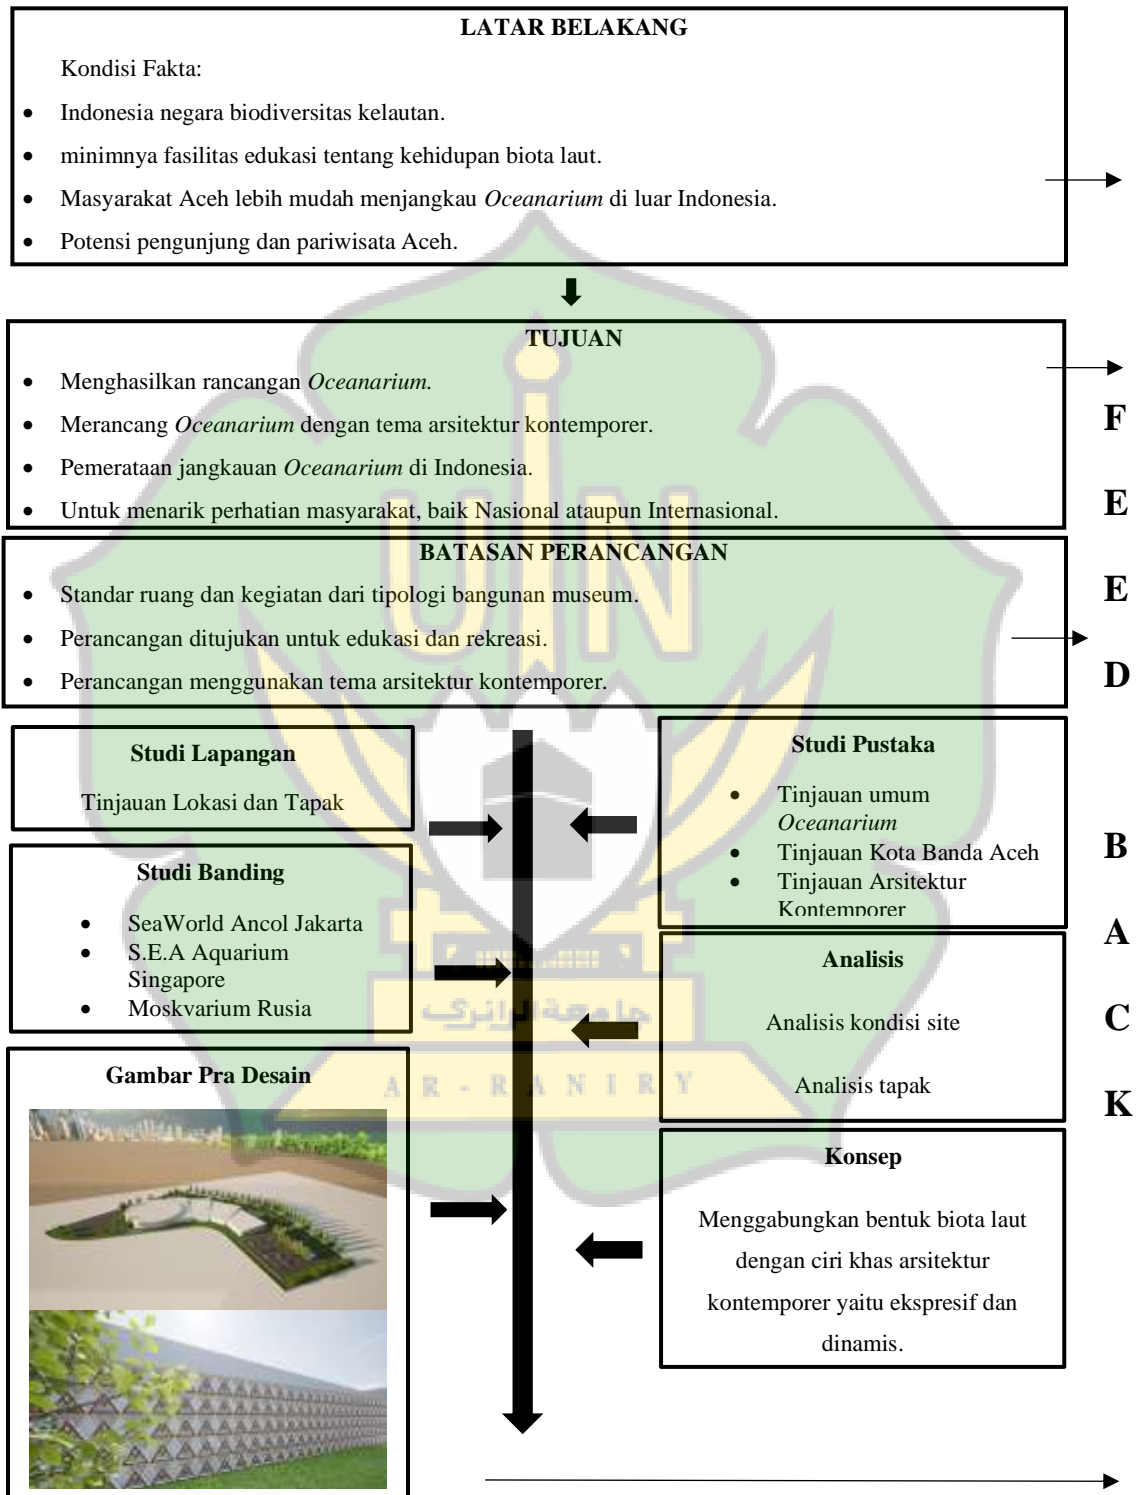 LATAR BELAKANG
Kondisi Fakta:
• Indonesia negara biodiversitas kelautan.
• minimnya fasilitas edukasi tentang kehidupan biota laut.
• Masyarakat Aceh lebih mudah menjangkau Oceanarium di luar Indonesia.
• Potensi pengunjung dan pariwisata Aceh.
TUJUAN
• Menghasilkan rancangan Oceanarium.
• Merancang Oceanarium dengan tema arsitektur kontemporer.
• Pemerataan jangkauan Oceanarium di Indonesia.
• Untuk menarik perhatian masyarakat, baik Nasional ataupun Internasional.
BATASAN PERANCANGAN
• Standar ruang dan kegiatan dari tipologi bangunan museum.
• Perancangan ditujukan untuk edukasi dan rekreasi.
• Perancangan menggunakan tema arsitektur kontemporer.
Studi Lapangan
Tinjauan Lokasi dan Tapak
Studi Banding
• SeaWorld Ancol Jakarta
• S.E.A Aquarium
Singapore
• Moskvarium Rusia
Gambar Pra Desain
Studi Pustaka
• Tinjauan umum
Oceanarium
• Tinjauan Kota Banda Aceh
• Tinjauan Arsitektur
Kontemporer
Analisis
Analisis kondisi site
Analisis tapak
Konsep
Menggabungkan bentuk biota laut
dengan ciri khas arsitektur
kontemporer yaitu ekspresif dan
dinamis.
F
E
E
D
B
A
C
K
UIN
جامعة الرانري
AR-RANIRY